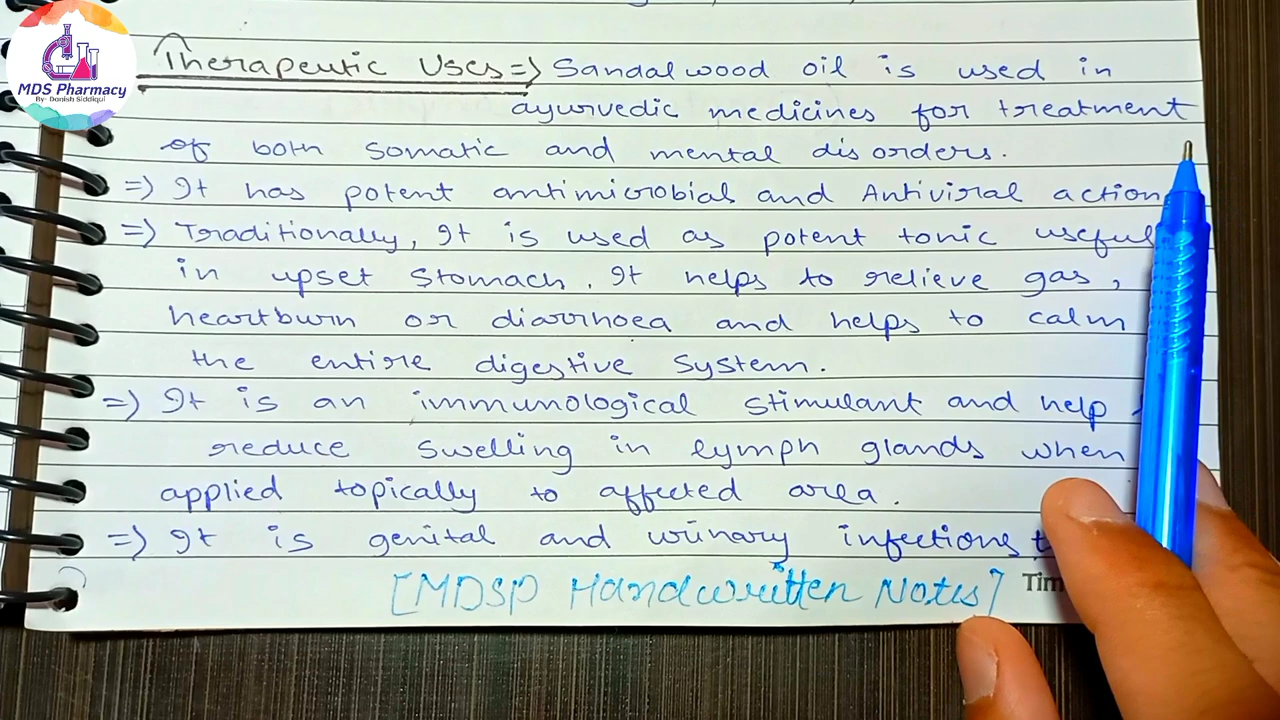 MDS Pharmacy
By- Danish Siddiqui
Therapeutic Uses => Sandalwood oil is used in
ayurvedic medicines for treatment
of both somatic and mental disorders.
=> It has potent antimicrobial and Antiviral action
=> Traditionally, It is used as potent tonic useful
in upset stomach. It helps to relieve gas,
heartburn or diarrhoea and helps to calm
the entire digestive system.
=> It is an immunological stimulant and help
reduce swelling in lymph glands when
applied topically to affected area.
=> It is genital and urinary infections
[MDSP Handwritten Notes]